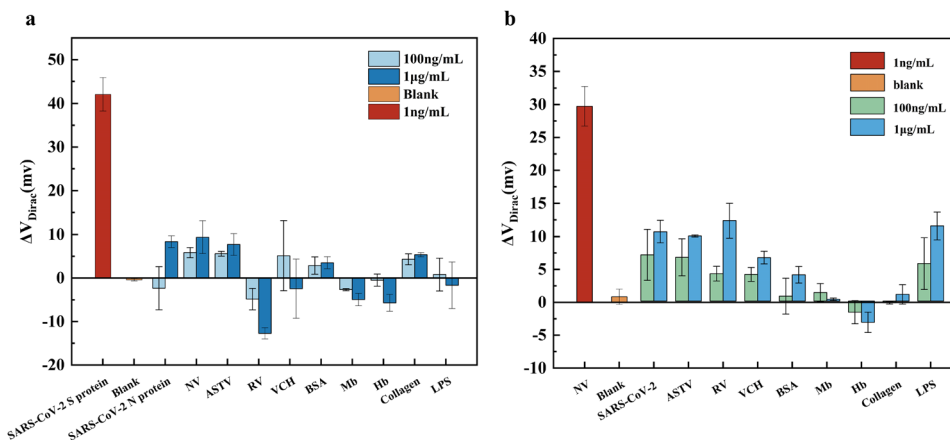 a
ΔV_Dirac(mv)
50
40
30
20
10
0
-10
-20
100ng/mL
1μg/mL
Blank
1ng/mL
SARS-CoV-2 S protein
Blank
SARS-CoV-2 N protein
NV
ASTV
RV
VCH
BSA
Mb
Hb
Collagen
LPS
b
ΔV_Dirac(mv)
40
35
30
25
20
15
10
5
0
-5
-10
1ng/mL
blank
100ng/mL
1μg/mL
NV
Blank
SARS-CoV-2
ASTV
RV
VCH
BSA
Mb
Hb
Collagen
LPS